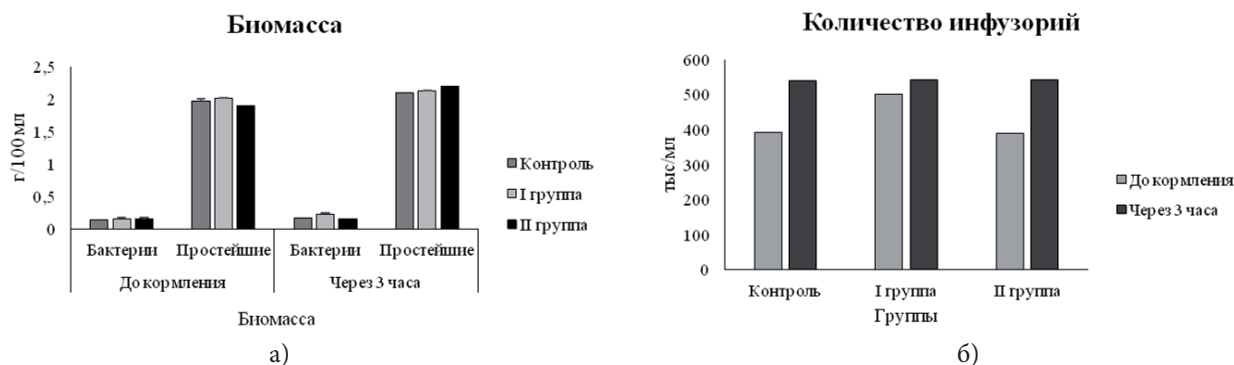 Биомасса
2,5
2
1,5
1
0,5
0
г/100 мл
Бактерии Простейшие Бактерии Простейшие
До кормления Через 3 часа
Биомасса
Контроль
I группа
II группа
а)
Количество инфузорий
600
500
400
300
200
100
0
тыс/мл
Контроль I группа II группа
Группы
До кормления
Через 3 часа
б)